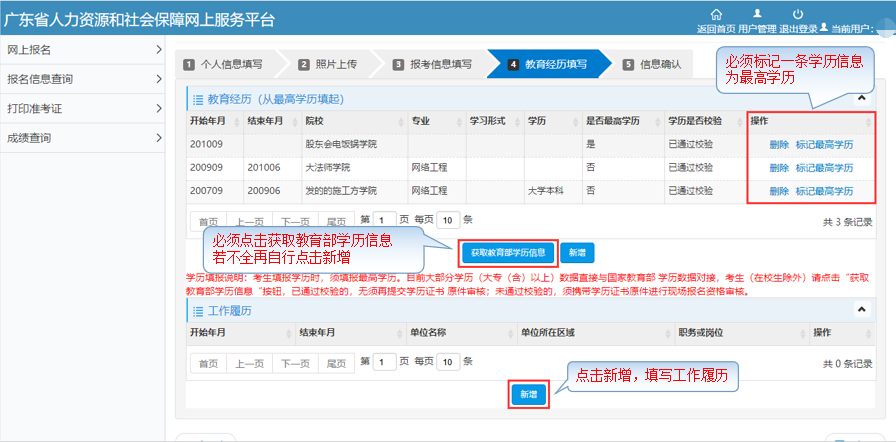 广东省人力资源和社会保障网上服务平台
返回首页 用户管理 退出登录 当前用户:
网上报名
报名信息查询
打印准考证
成绩查询
1 个人信息填写 2 照片上传 3 报考信息填写 4 教育经历填写 5 信息确认
必须标记一条学历信息
为最高学历
教育经历（从最高学历填起）
开始年月 结束年月 院校 专业 学习形式 学历 是否最高学历 学历是否校验 操作
201009 股东会电饭锅学院 是 已通过校验 删除 标记最高学历
200909 201006 大法师学院 网络工程 否 已通过校验 删除 标记最高学历
200709 200906 发的的施工方学院 网络工程 大学本科 否 已通过校验 删除 标记最高学历
首页 上一页 下一页 尾页 第 1 页 每页 10 条 共 3 条记录
必须点击获取教育部学历信息
若不全再自行点击新增
获取教育部学历信息 新增
学历填报说明：考生填报学历时，须填报最高学历。目前大部分学历（大专（含）以上）数据直接与国家教育部 学历数据对接，考生（在校生除外）请点击“获取
教育部学历信息 “按钮，已通过校验的，无须再提交学历证书 原件审核；未通过校验的，须携带学历证书原件进行现场报名资格审核。
工作履历
开始年月 结束年月 单位名称 单位所在区域 职务或岗位 操作
首页 上一页 下一页 尾页 第 1 页 每页 10 条 共 0 条记录
点击新增，填写工作履历
新增